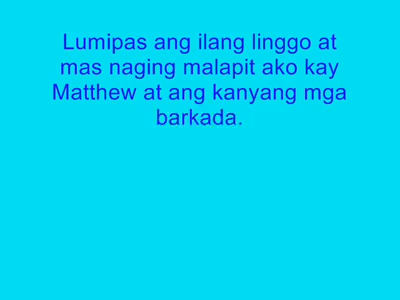 Lumipas ang ilang linggo at
mas naging malapit ako kay
Matthew at ang kanyang mga
barkada.